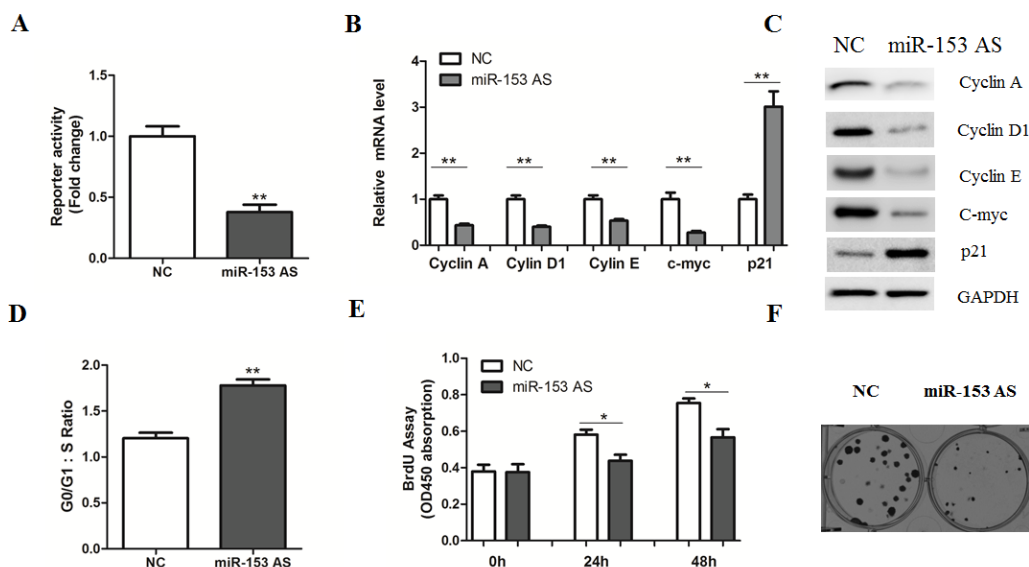 A
Reporter activity
(Fold change)
1.5
1.0
0.5
0.0
**
NC
miR-153 AS
B
Relative mRNA level
NC
miR-153 AS
4
3
2
1
0
**
**
**
**
**
Cyclin A
Cylin D1
Cylin E
c-myc
p21
C
NC
miR-153 AS
Cyclin A
Cyclin D1
Cyclin E
C-myc
p21
GAPDH
D
G0/G1 : S Ratio
2.0
1.5
1.0
0.5
0.0
**
NC
miR-153 AS
E
BrdU Assay
(OD450 absorption)
NC
miR-153 AS
1.0
0.8
0.6
0.4
0.2
0.0
*
*
0h
24h
48h
F
NC
miR-153 AS